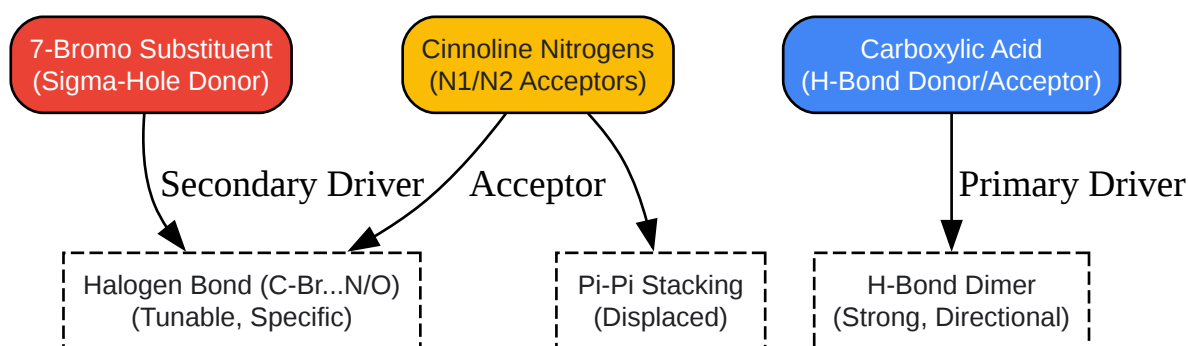 7-Bromo Substituent
(Sigma-Hole Donor)
Cinnoline Nitrogens
(N1/N2 Acceptors)
Carboxylic Acid
(H-Bond Donor/Acceptor)
Secondary Driver
Acceptor
Primary Driver
Halogen Bond (C-Br...N/O)
(Tunable, Specific)
Pi-Pi Stacking
(Displaced)
H-Bond Dimer
(Strong, Directional)